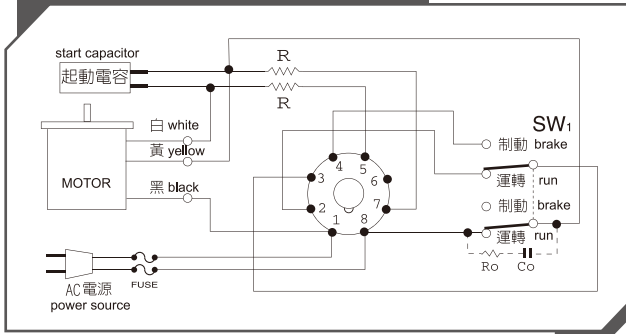 start capacitor
起動電容
R
R
白 white
黃 yellow
MOTOR
黑 black
4
5
3
6
2
7
1
8
SW1
制動 brake
運轉 run
制動 brake
運轉 run
Ro Co
AC電源
power source
FUSE